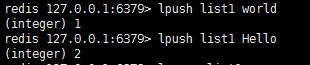 redis 127.0.0.1:6379> lpush list1 world
(integer) 1
redis 127.0.0.1:6379> lpush list1 Hello
(integer) 2